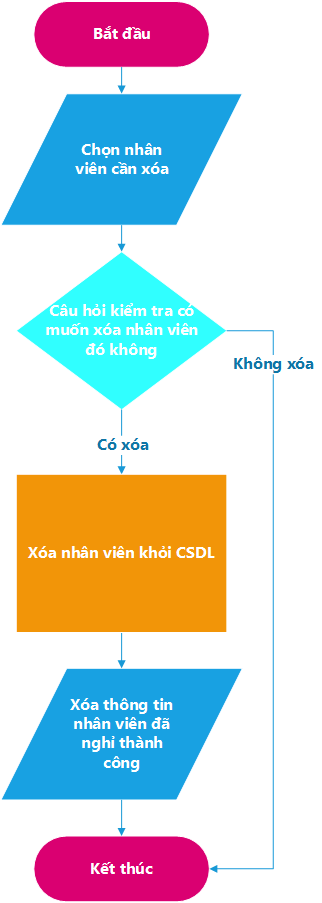 Bắt đầu
Chọn nhân
viên cần xóa
Câu hỏi kiểm tra có
muốn xóa nhân viên
đó không
Không xóa
Có xóa
Xóa nhân viên khỏi CSDL
Xóa thông tin
nhân viên đã
nghỉ thành
công
Kết thúc